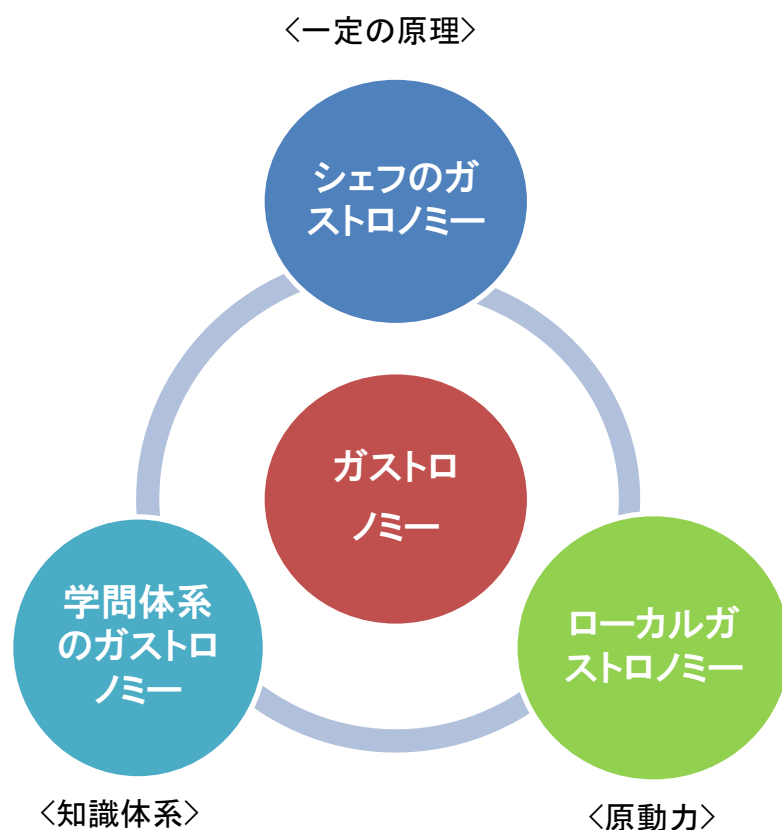 〈一定の原理〉
シェフのガ
ストロノミー
ガストロ
ノミー
学問体系
のガストロ
ノミー
ローカルガ
ストロノミー
〈知識体系〉
〈原動力〉